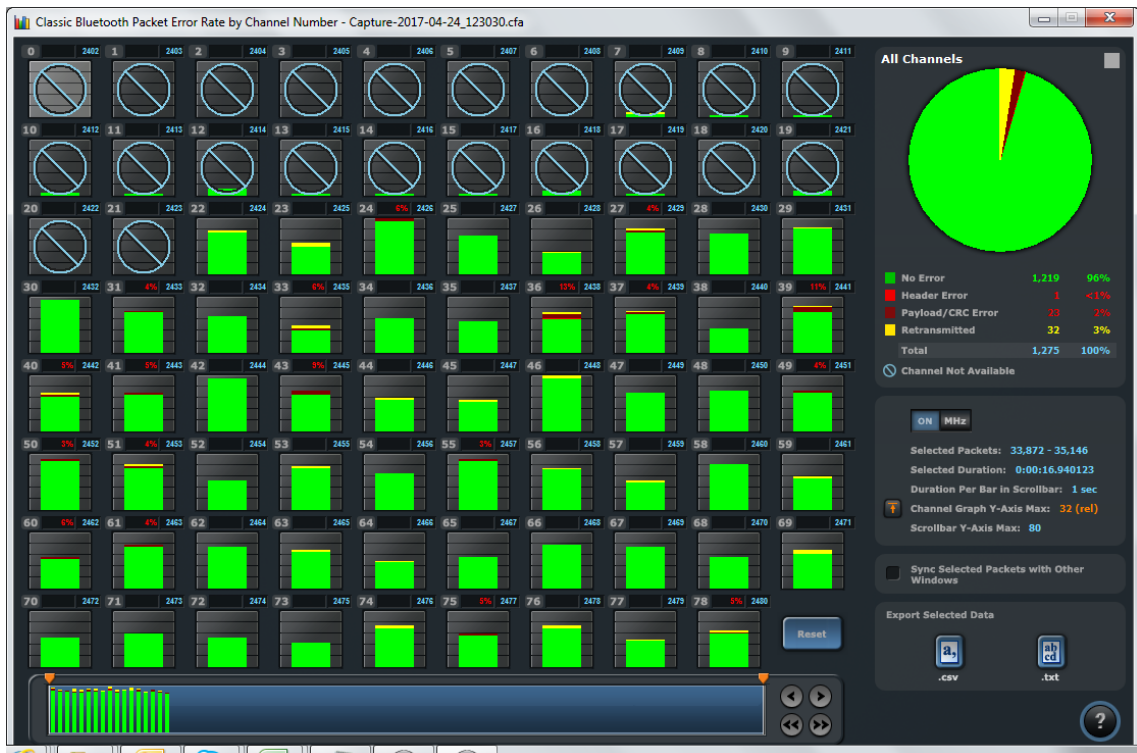 Classic Bluetooth Packet Error Rate by Channel Number - Capture-2017-04-24_123030.cfa
0 2402 1 2403 2 2404 3 2405 4 2406 5 2407 6 2408 7 2409 8 2410 9 2411
10 2412 11 2413 12 2414 13 2415 14 2416 15 2417 16 2418 17 2419 18 2420 19 2421
20 2422 21 2423 22 2424 23 2425 24 6% 2426 25 2427 26 2428 27 4% 2429 28 2430 29 2431
30 2432 31 4% 2433 32 2434 33 6% 2435 34 2436 35 2437 36 13% 2438 37 4% 2439 38 2440 39 11% 2441
40 5% 2442 41 5% 2443 42 2444 43 9% 2445 44 2446 45 2447 46 2448 47 2449 48 2450 49 4% 2451
50 3% 2452 51 4% 2453 52 2454 53 2455 54 2456 55 3% 2457 56 2458 57 2459 58 2460 59 2461
60 6% 2462 61 4% 2463 62 2464 63 2465 64 2466 65 2467 66 2468 67 2469 68 2470 69 2471
70 2472 71 2473 72 2474 73 2475 74 2476 75 5% 2477 76 2478 77 2479 78 5% 2480
Reset
All Channels
No Error 1,219 96%
Header Error 1 <1%
Payload/CRC Error 23 2%
Retransmitted 32 3%
Total 1,275 100%
Channel Not Available
ON MHz
Selected Packets: 33,872 - 35,146
Selected Duration: 0:00:16.940123
Duration Per Bar in Scrollbar: 1 sec
Channel Graph Y-Axis Max: 32 (rel)
Scrollbar Y-Axis Max: 80
Sync Selected Packets with Other
Windows
Export Selected Data
a,
ab
cd
.csv .txt
?